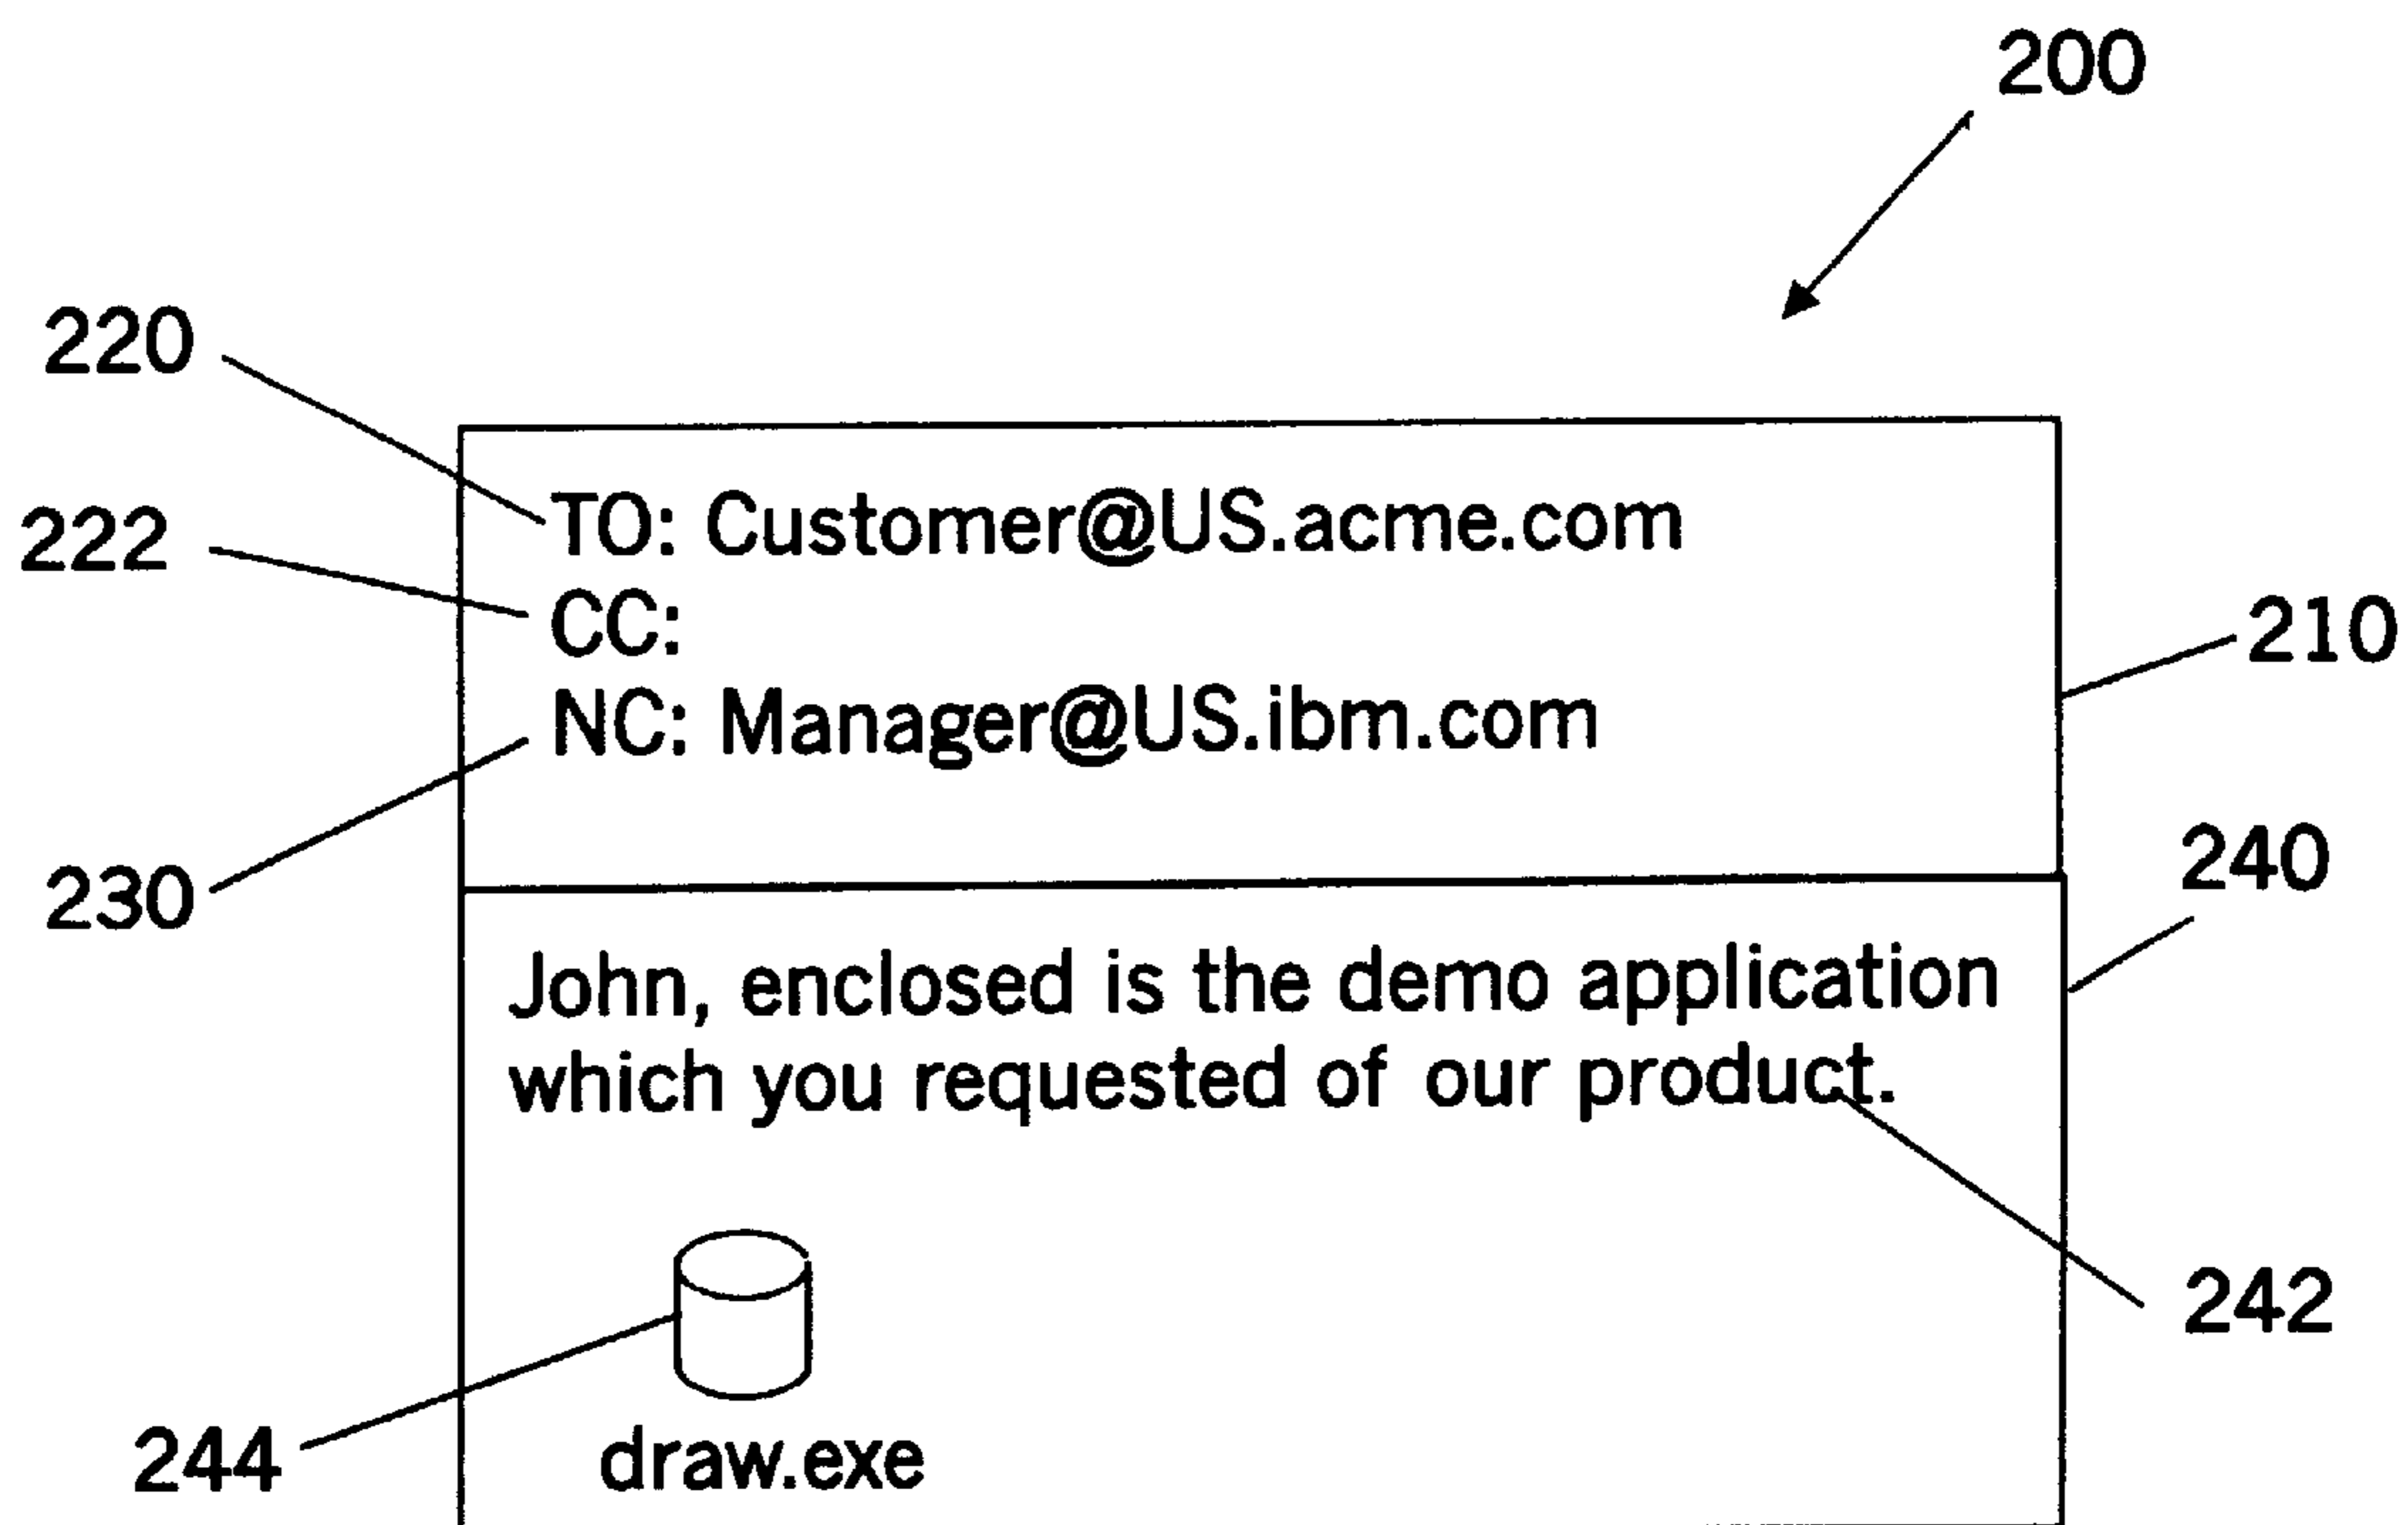 200
220
TO: Customer@US.acme.com
222
CC:
210
NC: Manager@US.ibm.com
240
230
John, enclosed is the demo application
which you requested of our product.
242
244
draw.exe